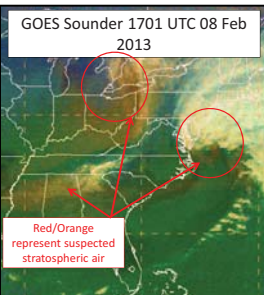 GOES Sounder 1701 UTC 08 Feb
2013
Red/Orange
represent suspected
stratospheric air